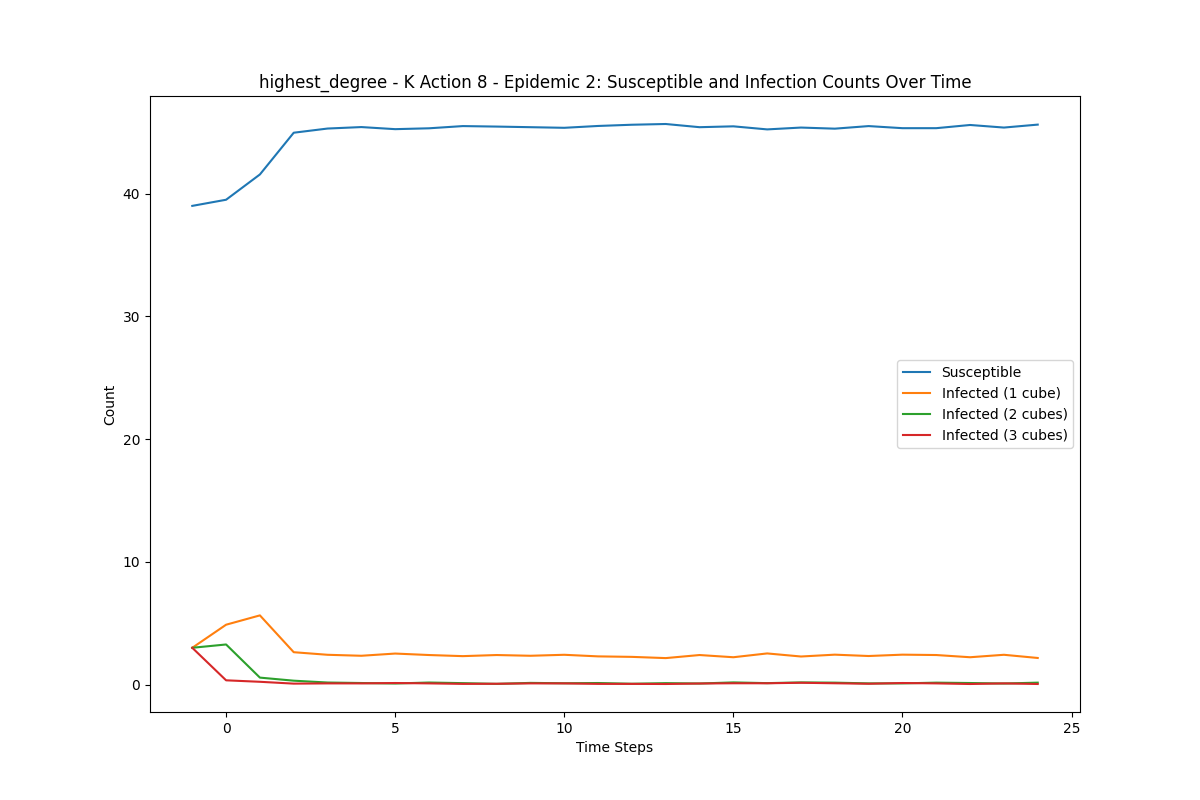 highest_degree - K Action 8 - Epidemic 2: Susceptible and Infection Counts Over Time
40
30
20
10
0
Count
Susceptible
Infected (1 cube)
Infected (2 cubes)
Infected (3 cubes)
0 5 10 15 20 25
Time Steps